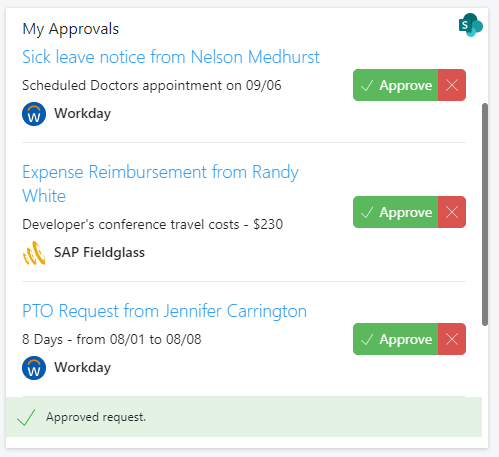 My Approvals
Sick leave notice from Nelson Medhurst
Scheduled Doctors appointment on 09/06
Approve
Workday
Expense Reimbursement from Randy
White
Developer's conference travel costs - $230
Approve
SAP Fieldglass
PTO Request from Jennifer Carrington
8 Days - from 08/01 to 08/08
Approve
Workday
Approved request.